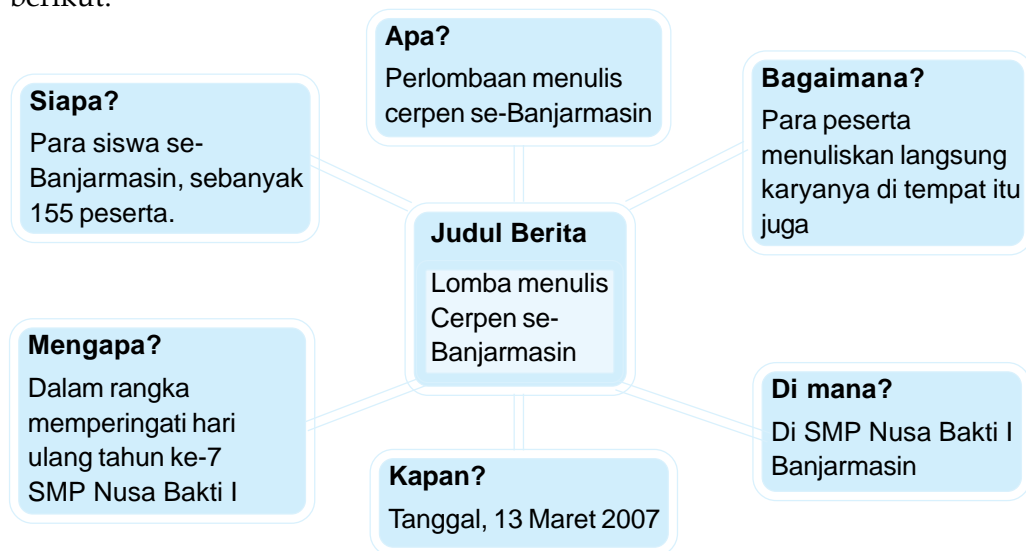 berikut.
Apa?
Perlombaan menulis
cerpen se-Banjarmasin
Siapa?
Para siswa se-
Banjarmasin, sebanyak
155 peserta.
Bagaimana?
Para peserta
menuliskan langsung
karyanya di tempat itu
juga
Judul Berita
Lomba menulis
Cerpen se-
Banjarmasin
Mengapa?
Dalam rangka
memperingati hari
ulang tahun ke-7
SMP Nusa Bakti I
Di mana?
Di SMP Nusa Bakti I
Banjarmasin
Kapan?
Tanggal, 13 Maret 2007